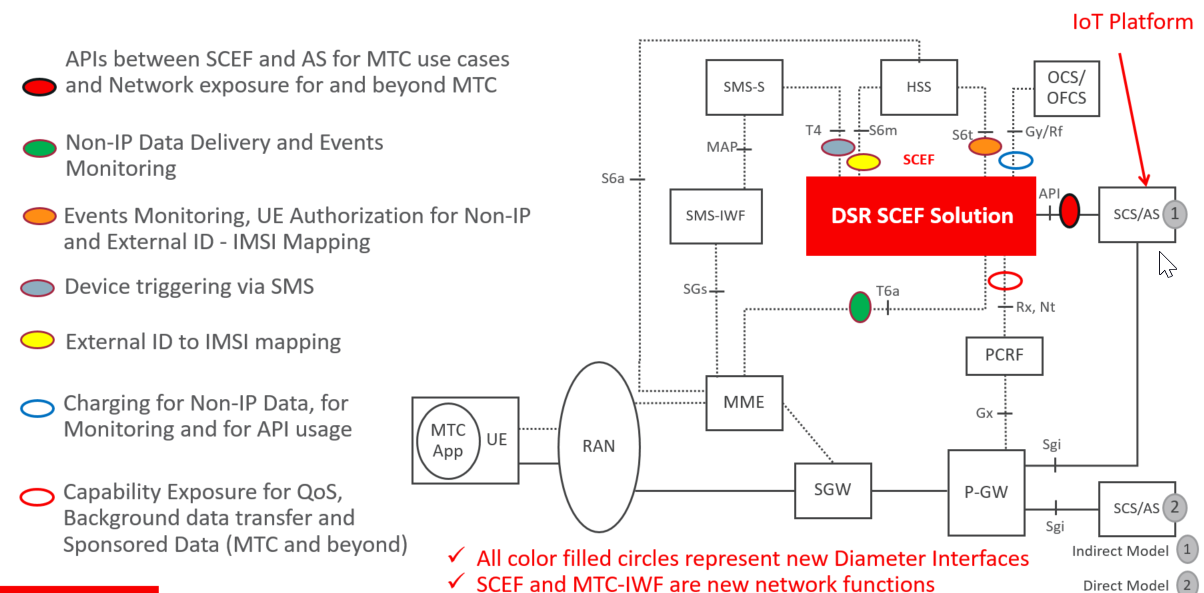 IoT Platform
APIs between SCEF and AS for MTC use cases
and Network exposure for and beyond MTC
Non-IP Data Delivery and Events
Monitoring
Events Monitoring, UE Authorization for Non-IP
and External ID - IMSI Mapping
Device triggering via SMS
External ID to IMSI mapping
Charging for Non-IP Data, for
Monitoring and for API usage
Capability Exposure for QoS,
Background data transfer and
Sponsored Data (MTC and beyond)
SMS-S
HSS
OCS/
OFCS
T4
S6m
S6t
Gy/Rf
MAP
SCEF
S6a
API
SMS-IWF
DSR SCEF Solution
SCS/AS
1
SGs
T6a
Rx, Nt
PCRF
MME
Gx
MTC
App
UE
RAN
Sgi
SGW
P-GW
SCS/AS
2
Sgi
Indirect Model
1
Direct Model
2
✓ All color filled circles represent new Diameter Interfaces
✓ SCEF and MTC-IWF are new network functions